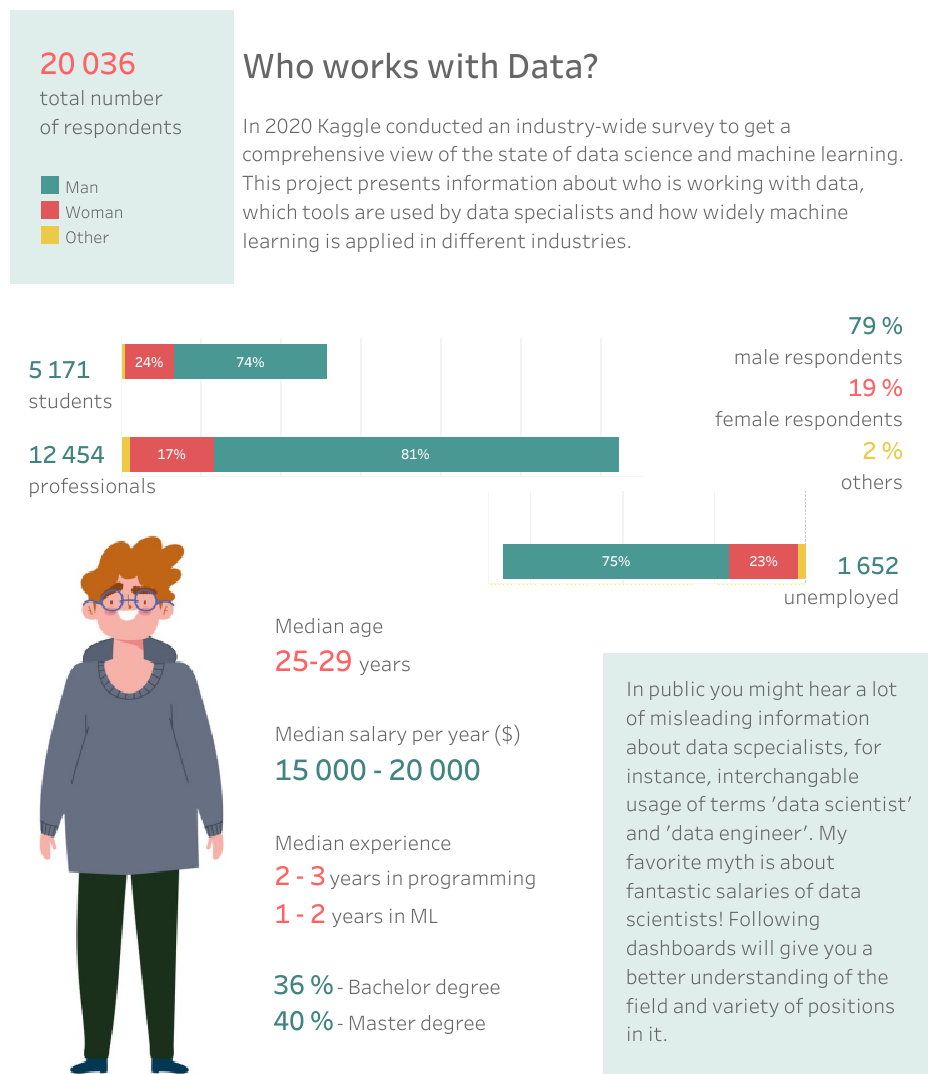 20 036
total number
of respondents
Man
Woman
Other
Who works with Data?
In 2020 Kaggle conducted an industry-wide survey to get a
comprehensive view of the state of data science and machine learning.
This project presents information about who is working with data,
which tools are used by data specialists and how widely machine
learning is applied in different industries.
5 171
students
24%
74%
12 454
professionals
17%
81%
79 %
male respondents
19 %
female respondents
2 %
others
75%
23%
1 652
unemployed
Median age
25-29 years
Median salary per year ($)
15 000 - 20 000
Median experience
2 - 3 years in programming
1 - 2 years in ML
36 % - Bachelor degree
40 % - Master degree
In public you might hear a lot
of misleading information
about data scpecialists, for
instance, interchangable
usage of terms 'data scientist'
and 'data engineer'. My
favorite myth is about
fantastic salaries of data
scientists! Following
dashboards will give you a
better understanding of the
field and variety of positions
in it.